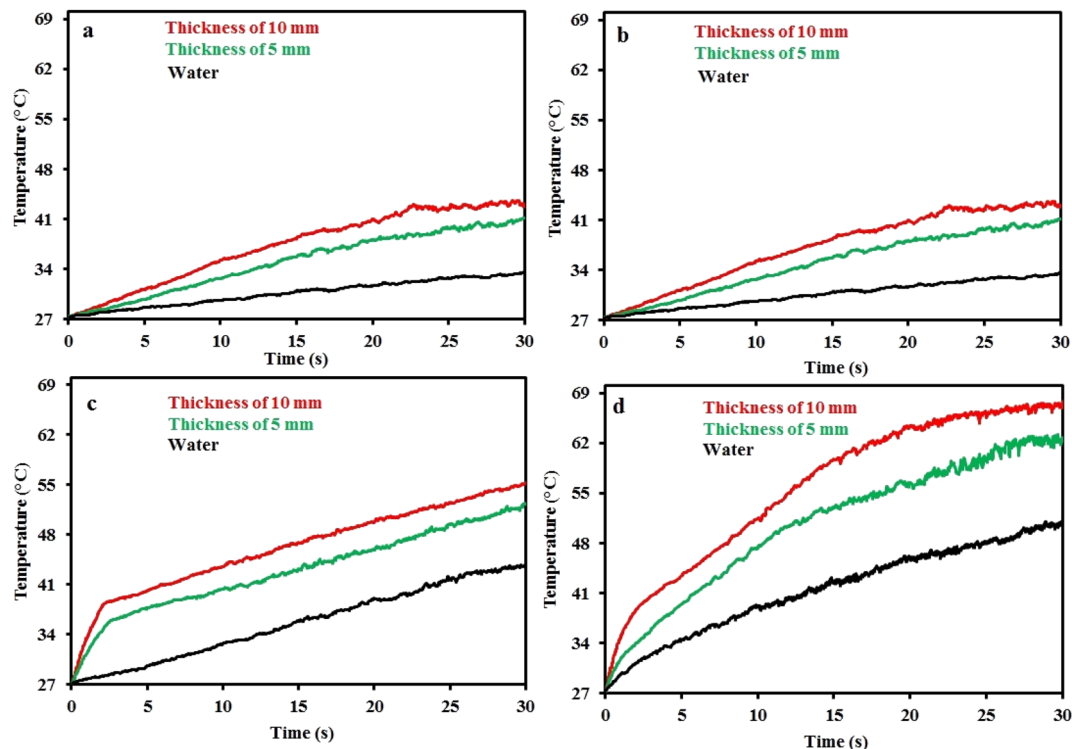 a
Thickness of 10 mm
Thickness of 5 mm
Water
69
62
55
48
41
34
27
Temperature (°C)
0 5 10 15 20 25 30
Time (s)
b
Thickness of 10 mm
Thickness of 5 mm
Water
69
62
55
48
41
34
27
Temperature (°C)
0 5 10 15 20 25 30
Time (s)
c
Thickness of 10 mm
Thickness of 5 mm
Water
69
62
55
48
41
34
27
Temperature (°C)
0 5 10 15 20 25 30
Time (s)
d
Thickness of 10 mm
Thickness of 5 mm
Water
69
62
55
48
41
34
27
Temperature (°C)
0 5 10 15 20 25 30
Time (s)